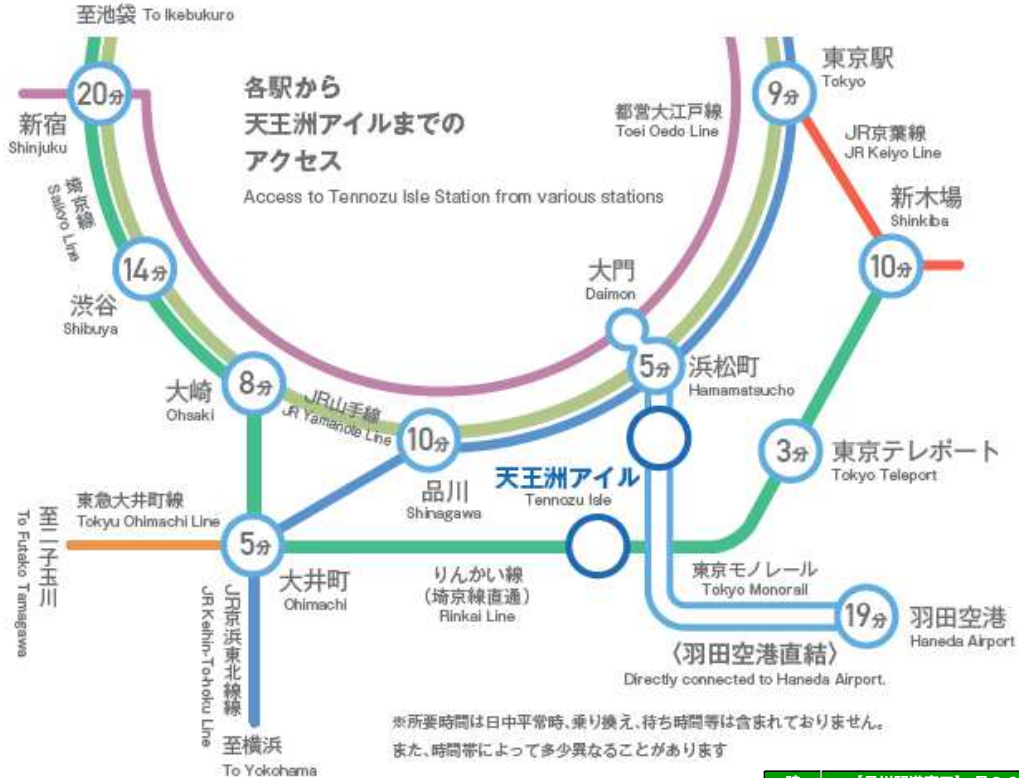 至池袋 To Ikebukuro
20分
新宿
Shinjuku
各駅から
天王洲アイルまでの
アクセス
Access to Tennozu Isle Station from various stations
都営大江戸線
Toei Oedo Line
9分
東京駅
Tokyo
JR京葉線
JR Keiyo Line
新木場
Shinkiba
10分
埼京線
Saikyo Line
14分
渋谷
Shibuya
大門
Daimon
5分
浜松町
Hamamatsucho
大崎
Ohsaki
8分
JR山手線
JR Yamanote Line
10分
品川
Shinagawa
天王洲アイル
Tennozu Isle
3分
東京テレポート
Tokyo Teleport
至二子玉川
To Futako Tamagawa
東急大井町線
Tokyu Ohimachi Line
5分
大井町
Ohimachi
りんかい線
(埼京線直通)
Rinkai Line
東京モノレール
Tokyo Monorail
19分
羽田空港
Haneda Airport
〈羽田空港直結〉
Directly connected to Haneda Airport.
JR京浜東北線線
JR Keihin-To-hoku Line
至横浜
To Yokohama
※所要時間は日中平常時、乗り換え、待ち時間等は含まれておりません。
また、時間帯によって多少異なることがあります